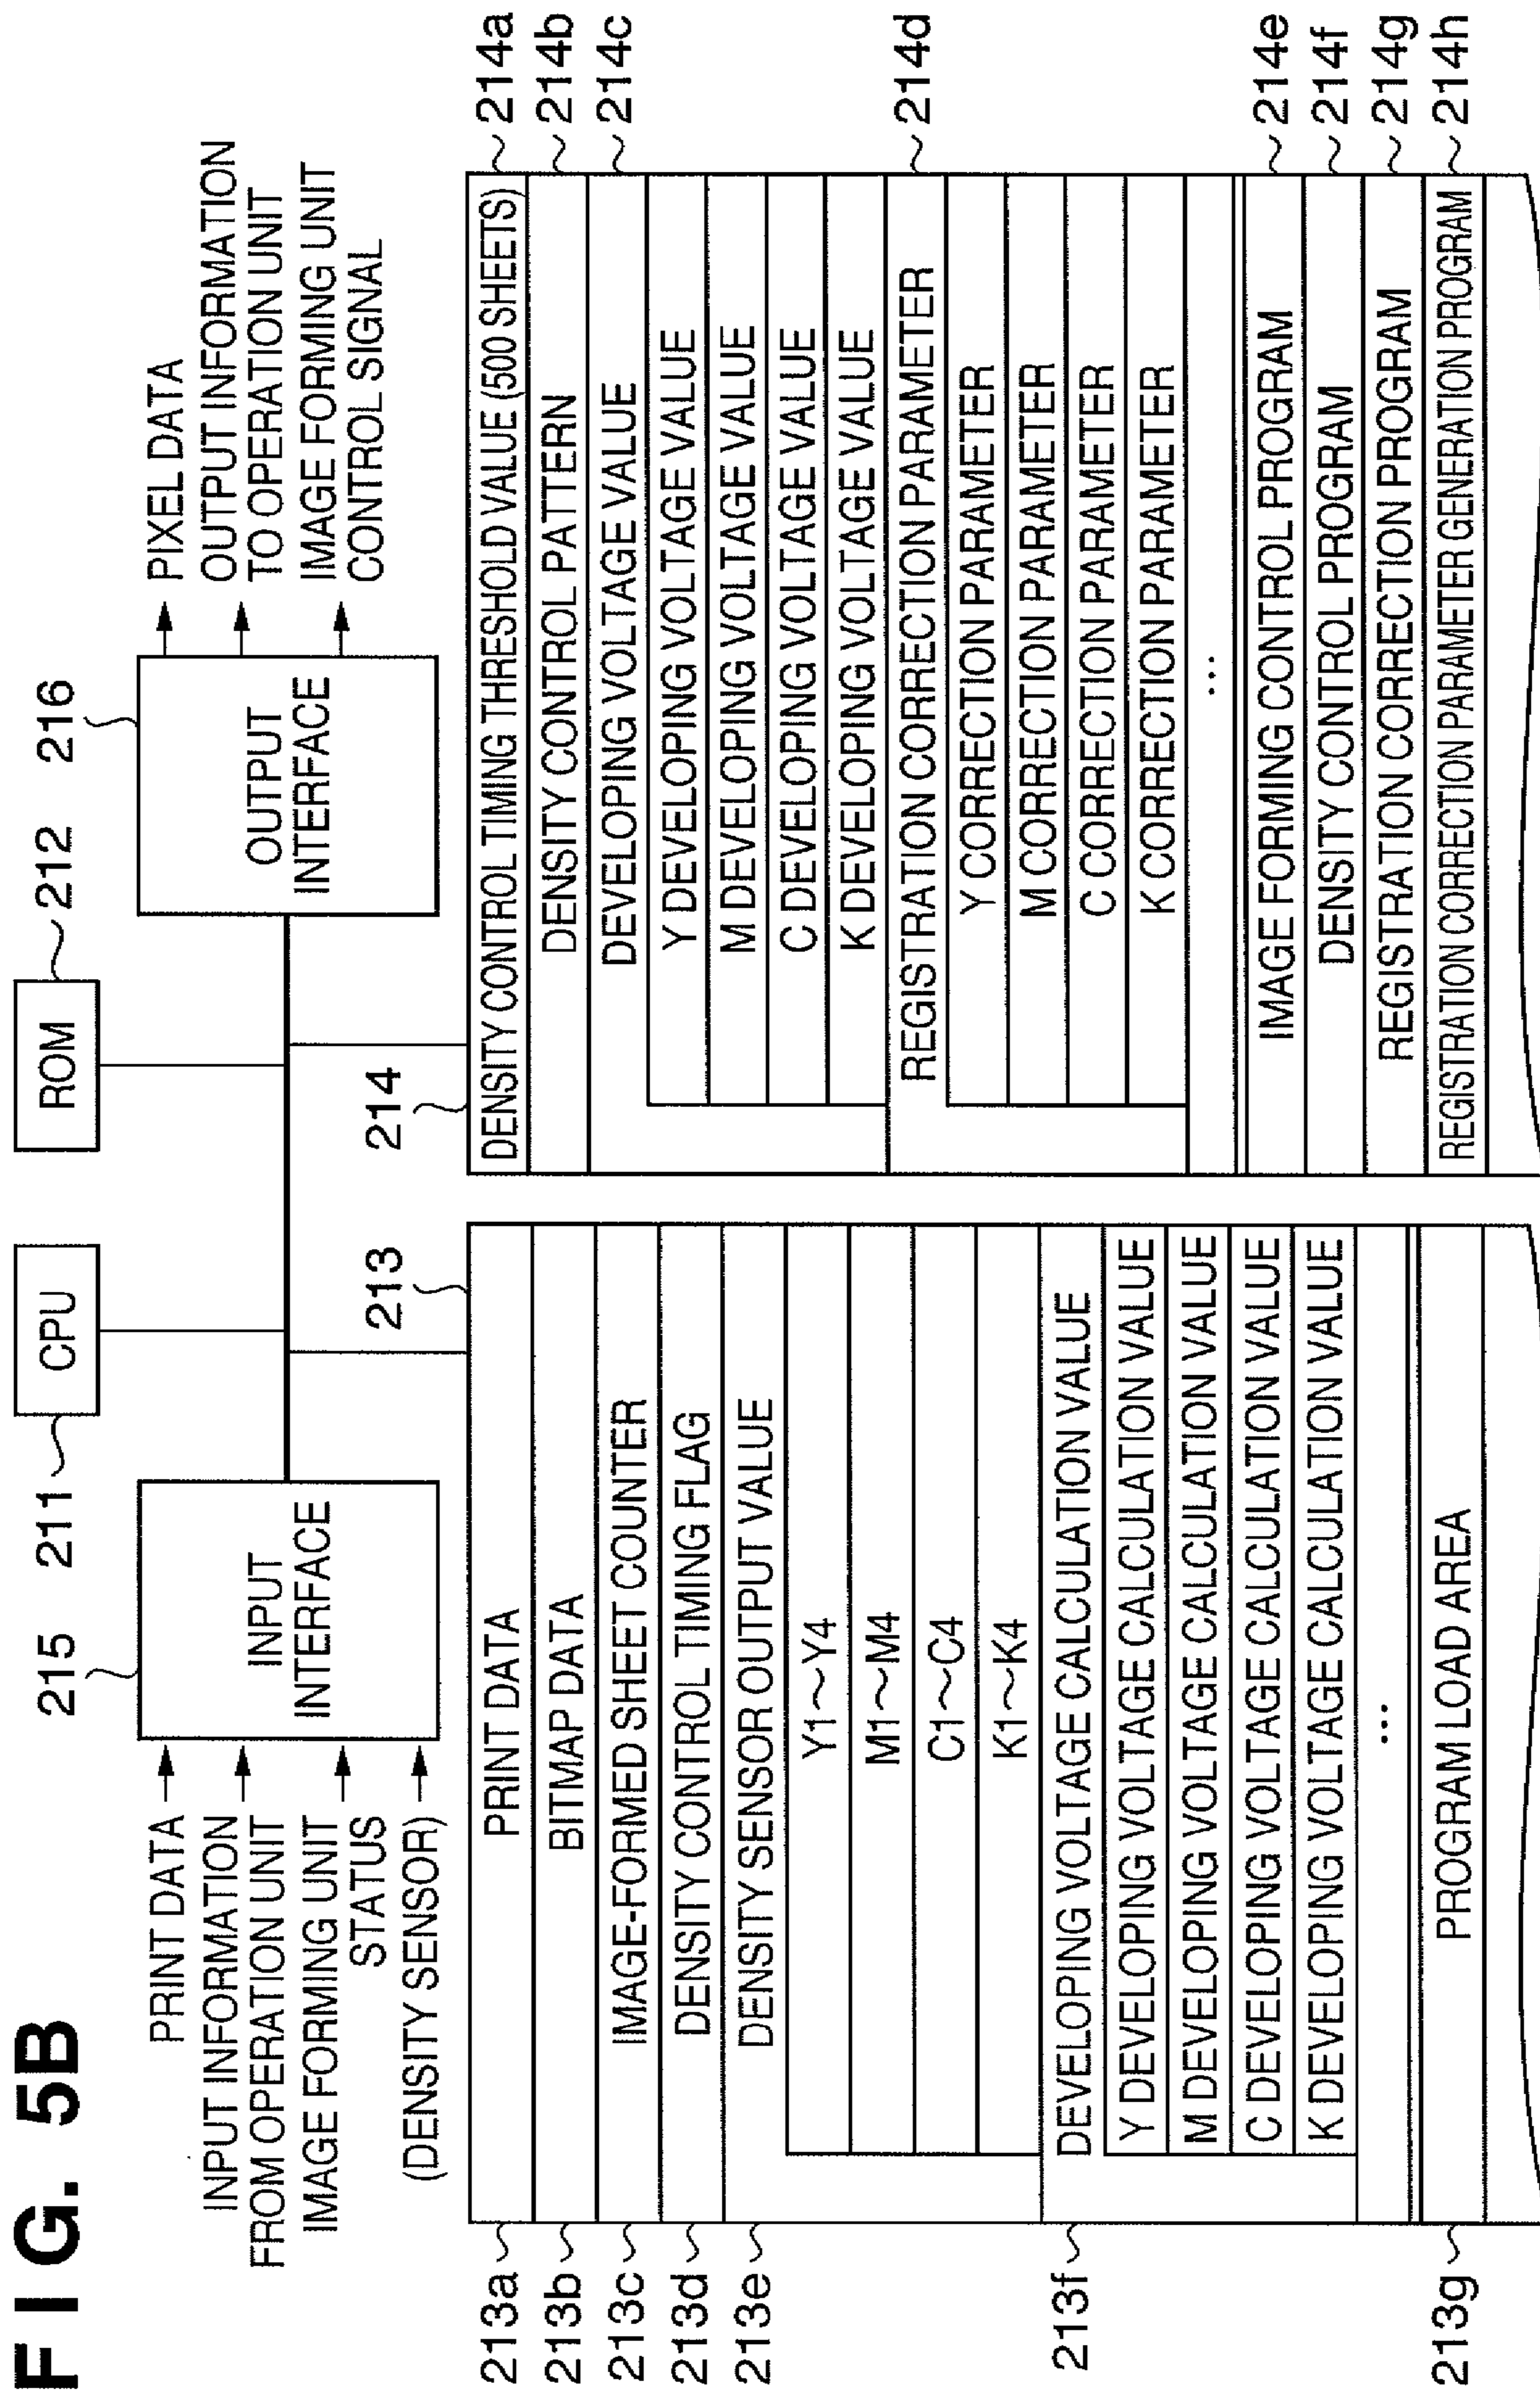 FIG. 5B
215
211
CPU
ROM
212
216
PRINT DATA
INPUT INFORMATION
FROM OPERATION UNIT
IMAGE FORMING UNIT
STATUS
(DENSITY SENSOR)
INPUT
INTERFACE
OUTPUT
INTERFACE
PIXEL DATA
OUTPUT INFORMATION
TO OPERATION UNIT
IMAGE FORMING UNIT
CONTROL SIGNAL
213
213a
PRINT DATA
213b
BITMAP DATA
213c
IMAGE-FORMED SHEET COUNTER
213d
DENSITY CONTROL TIMING FLAG
213e
DENSITY SENSOR OUTPUT VALUE
Y1~Y4
M1~M4
C1~C4
K1~K4
213f
DEVELOPING VOLTAGE CALCULATION VALUE
Y DEVELOPING VOLTAGE CALCULATION VALUE
M DEVELOPING VOLTAGE CALCULATION VALUE
C DEVELOPING VOLTAGE CALCULATION VALUE
K DEVELOPING VOLTAGE CALCULATION VALUE
...
213g
PROGRAM LOAD AREA
214
DENSITY CONTROL TIMING THRESHOLD VALUE (500 SHEETS)
214a
DENSITY CONTROL PATTERN
214b
DEVELOPING VOLTAGE VALUE
214c
Y DEVELOPING VOLTAGE VALUE
M DEVELOPING VOLTAGE VALUE
C DEVELOPING VOLTAGE VALUE
K DEVELOPING VOLTAGE VALUE
REGISTRATION CORRECTION PARAMETER
214d
Y CORRECTION PARAMETER
M CORRECTION PARAMETER
C CORRECTION PARAMETER
K CORRECTION PARAMETER
...
IMAGE FORMING CONTROL PROGRAM
214e
DENSITY CONTROL PROGRAM
214f
REGISTRATION CORRECTION PROGRAM
214g
REGISTRATION CORRECTION PARAMETER GENERATION PROGRAM
214h